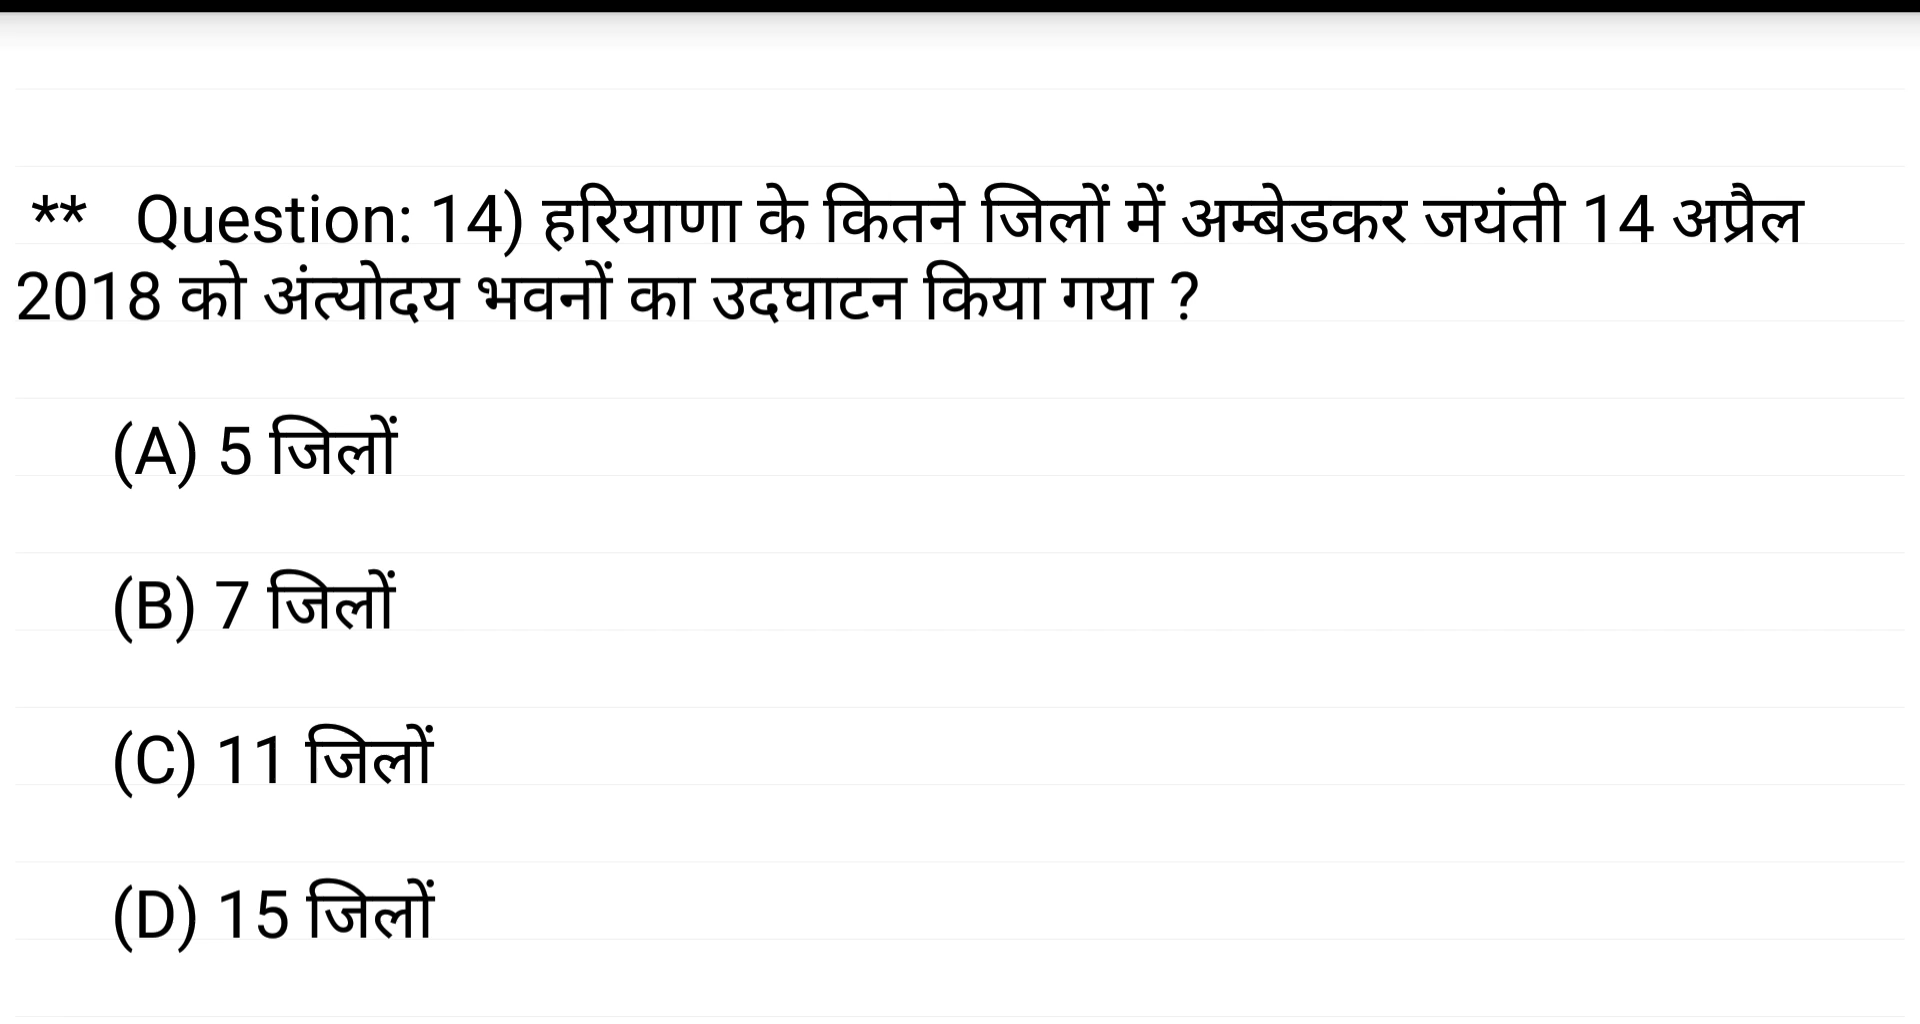 ** Question: 14) हरियाणा के कितने जिलों में अम्बेडकर जयंती 14 अप्रैल
2018 को अंत्योदय भवनों का उदघाटन किया गया ?
(A) 5 जिलों
(B) 7 जिलों
(C) 11 जिलों
(D) 15 जिलों